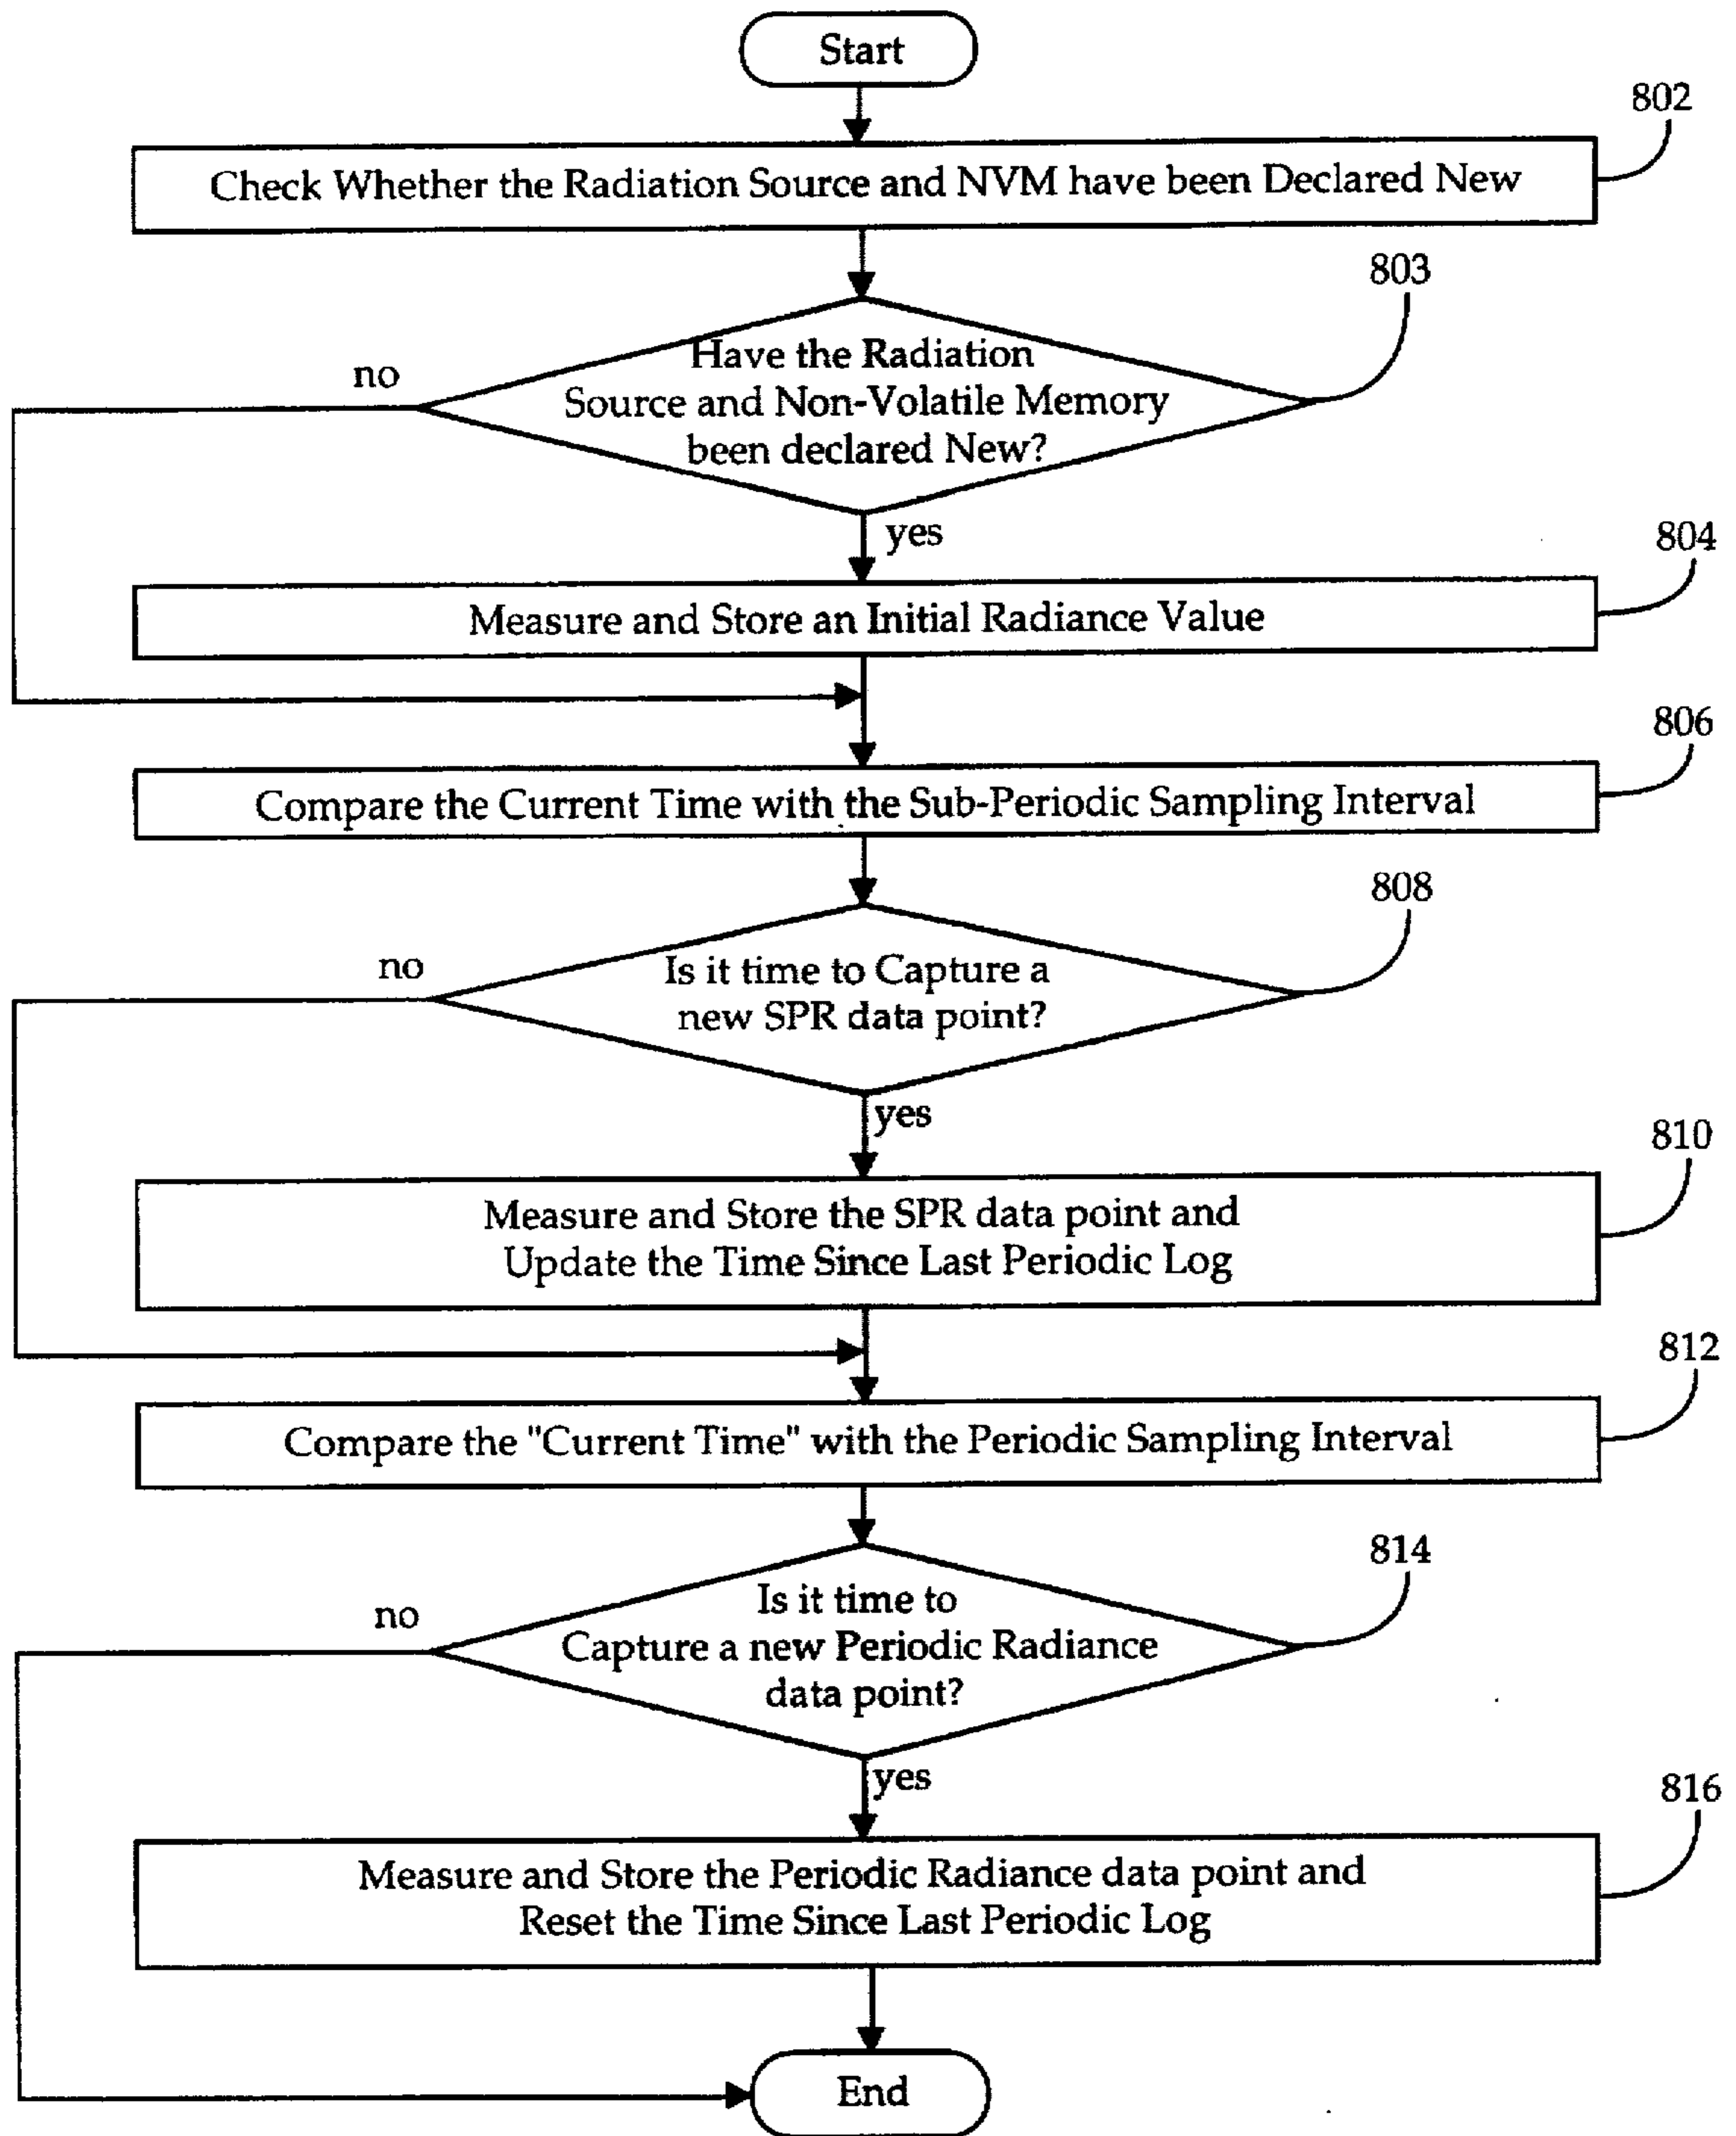 Start
802
Check Whether the Radiation Source and NVM have been Declared New
803
Have the Radiation
Source and Non-Volatile Memory
been declared New?
no
yes
804
Measure and Store an Initial Radiance Value
806
Compare the Current Time with the Sub-Periodic Sampling Interval
808
Is it time to Capture a
new SPR data point?
no
yes
810
Measure and Store the SPR data point and
Update the Time Since Last Periodic Log
812
Compare the "Current Time" with the Periodic Sampling Interval
814
Is it time to
Capture a new Periodic Radiance
data point?
no
yes
816
Measure and Store the Periodic Radiance data point and
Reset the Time Since Last Periodic Log
End